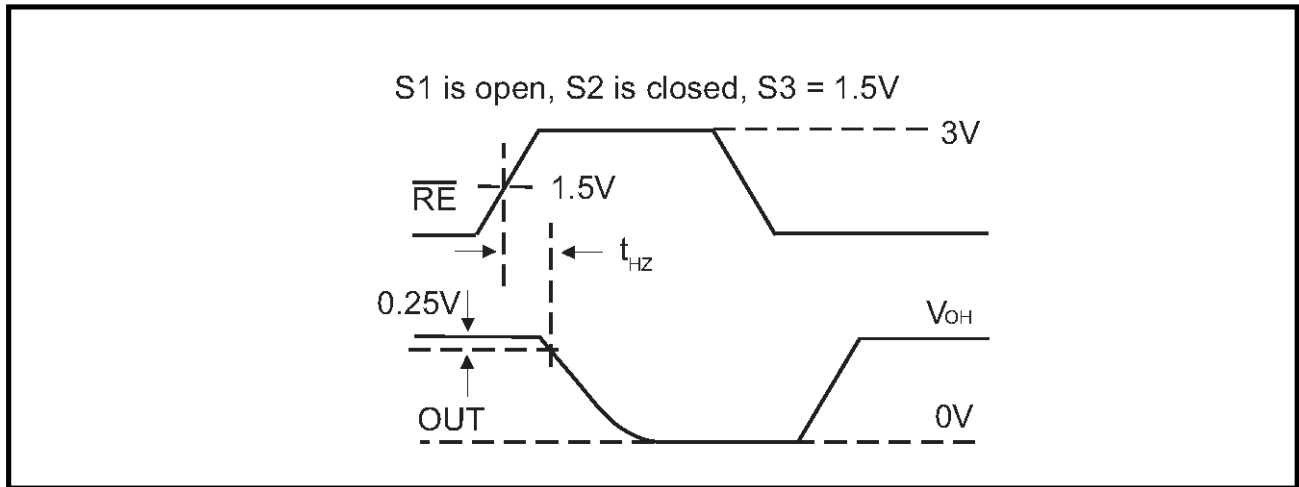 S1 is open, S2 is closed, S3 = 1.5V
3V
RE
1.5V
tHZ
0.25V
VOH
OUT
0V